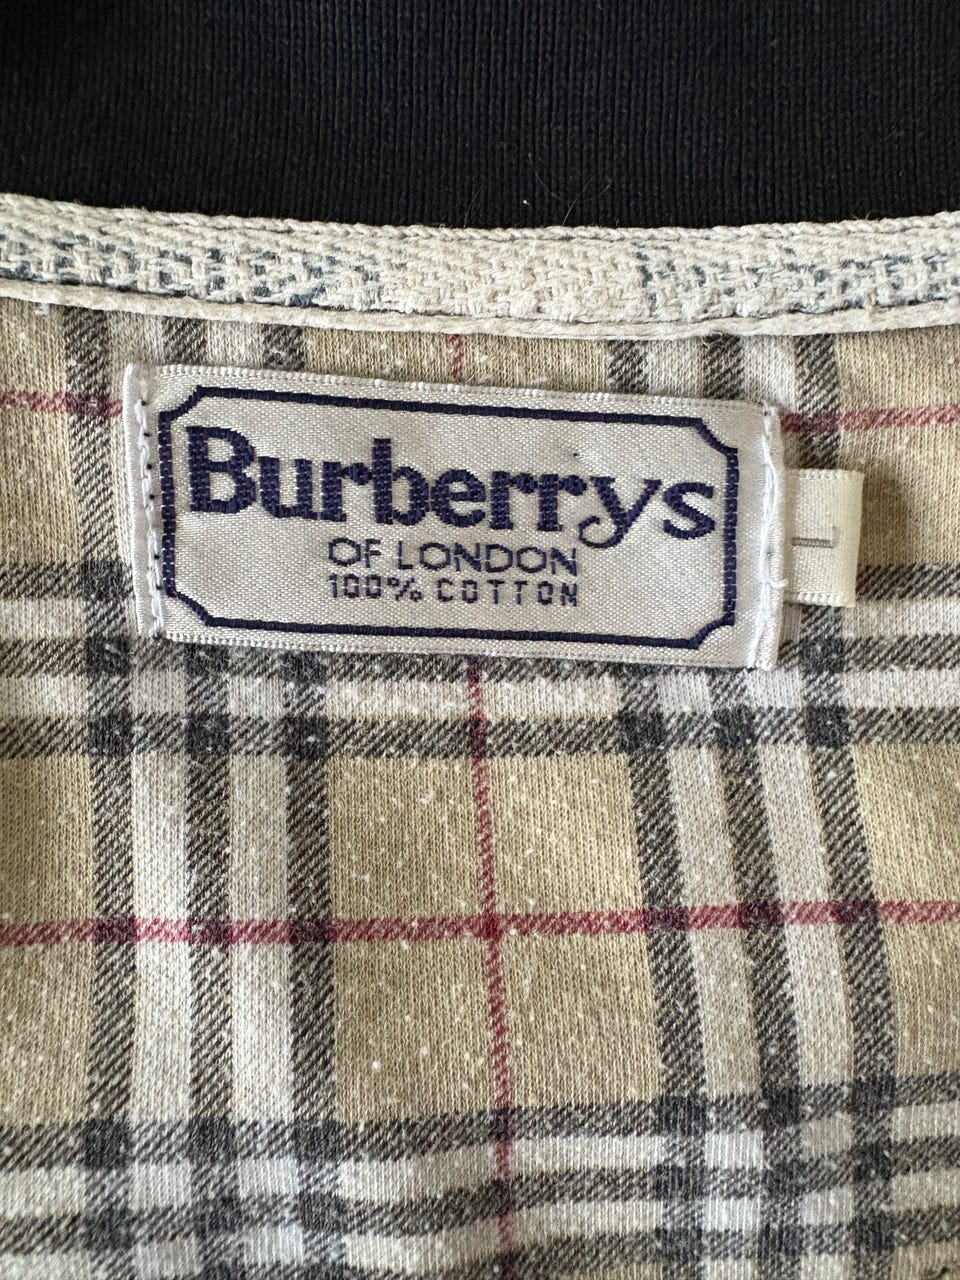 Burberrys
OF LONDON
100% COTTON
L